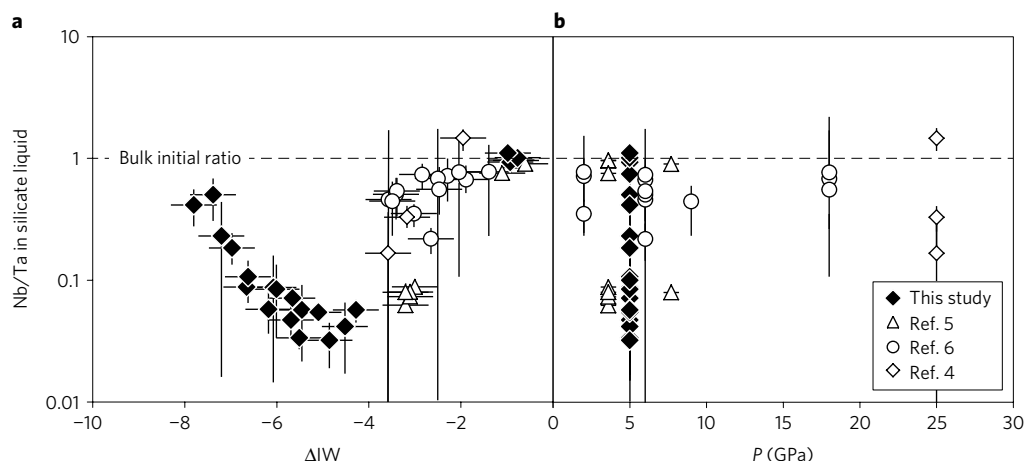 a
b
10
1
0.1
0.01
Nb/Ta in silicate liquid
Bulk initial ratio
This study
Ref. 5
Ref. 6
Ref. 4
−10
−8
−6
−4
−2
0
5
10
15
20
25
30
ΔIW
P (GPa)